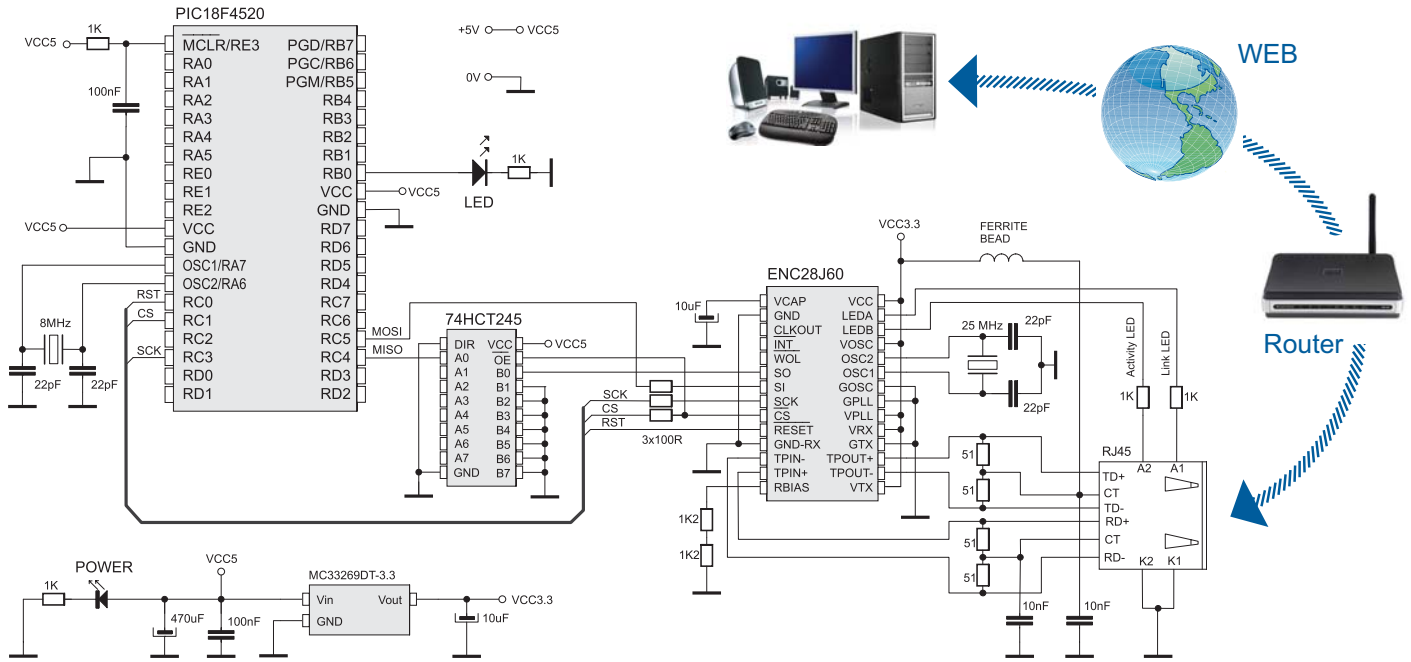 PIC18F4520
VCC5
1K
100nF
MCLR/RE3
RA0
RA1
RA2
RA3
RA4
RA5
RE0
RE1
RE2
VCC
GND
OSC1/RA7
OSC2/RA6
RC0
RC1
RC2
RC3
RD0
RD1
PGD/RB7
PGC/RB6
PGM/RB5
RB4
RB3
RB2
RB1
RB0
VCC
GND
RD7
RD6
RD5
RD4
RC7
RC6
RC5
RC4
RD3
RD2
VCC5
VCC5
RST
CS
SCK
8MHz
22pF
22pF
MOSI
MISO
+5V
VCC5
0V
LED
1K
WEB
Router
74HCT245
DIR
A0
A1
A2
A3
A4
A5
A6
A7
GND
VCC
OE
B0
B1
B2
B3
B4
B5
B6
B7
VCC5
SCK
CS
RST
3x100R
ENC28J60
VCAP
GND
CLKOUT
INT
WOL
SO
SI
SCK
CS
RESET
GND-RX
TPIN-
TPIN+
RBIAS
VCC
LEDA
LEDB
VOSC
OSC2
OSC1
GOSC
GPLL
VPLL
VRX
GTX
TPOUT+
TPOUT-
VTX
10uF
VCC3.3
FERRITE
BEAD
25 MHz
22pF
22pF
Activity LED
Link LED
1K
1K
1K2
1K2
51
51
51
51
10nF
10nF
RJ45
A2
A1
TD+
CT
TD-
RD+
CT
RD-
K2
K1
POWER
1K
VCC5
470uF
100nF
MC33269DT-3.3
Vin
Vout
GND
10uF
VCC3.3